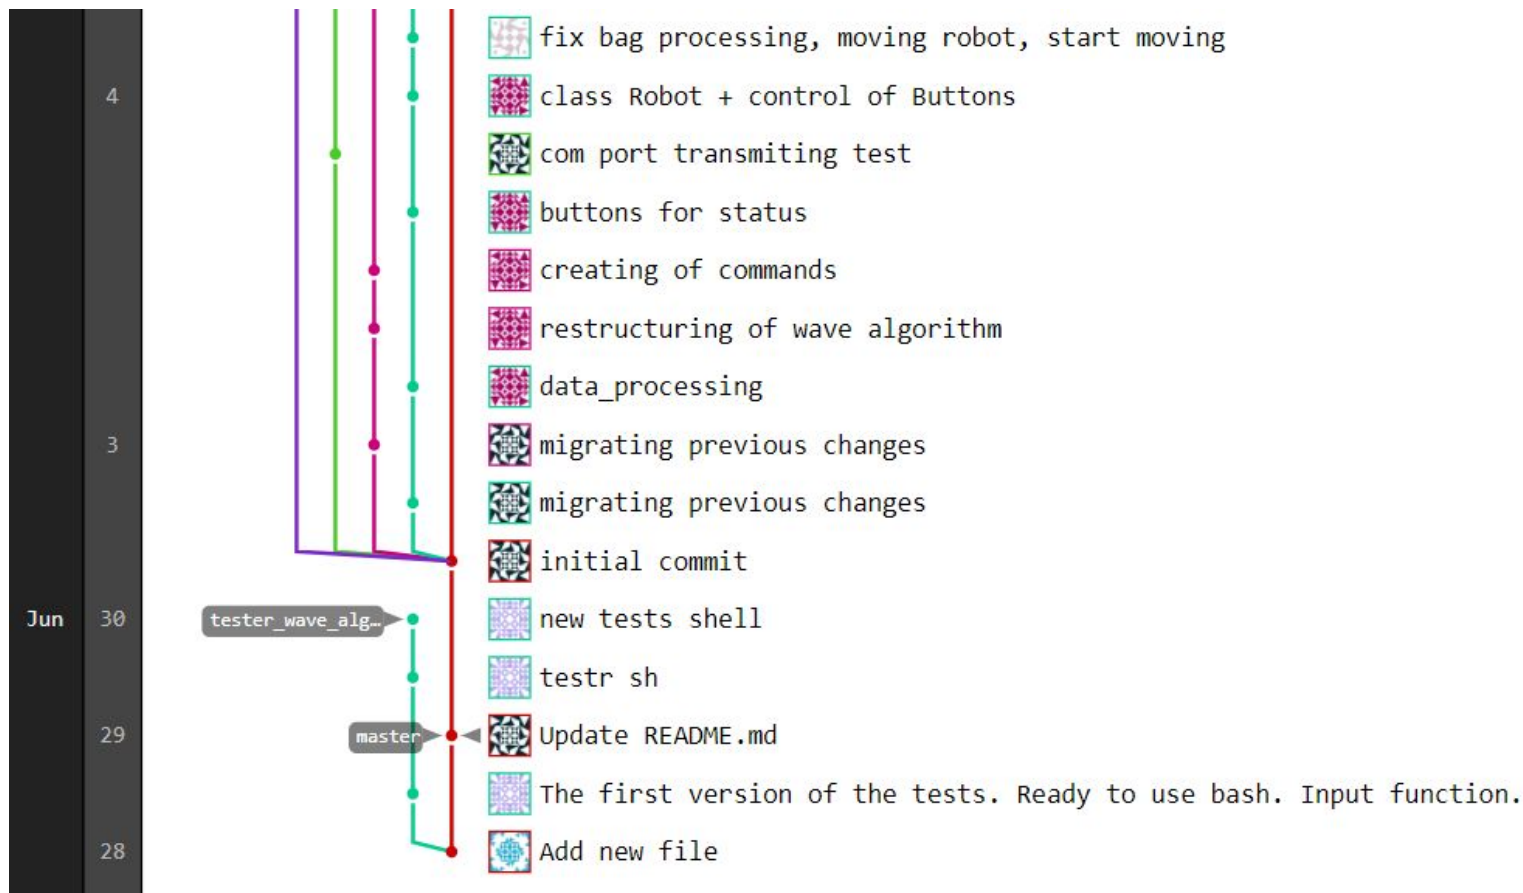 fix bag processing, moving robot, start moving
4 class Robot + control of Buttons
com port transmiting test
buttons for status
creating of commands
restructuring of wave algorithm
data_processing
3 migrating previous changes
migrating previous changes
initial commit
Jun 30 tester_wave_alg… new tests shell
testr sh
29 master Update README.md
The first version of the tests. Ready to use bash. Input function.
28 Add new file